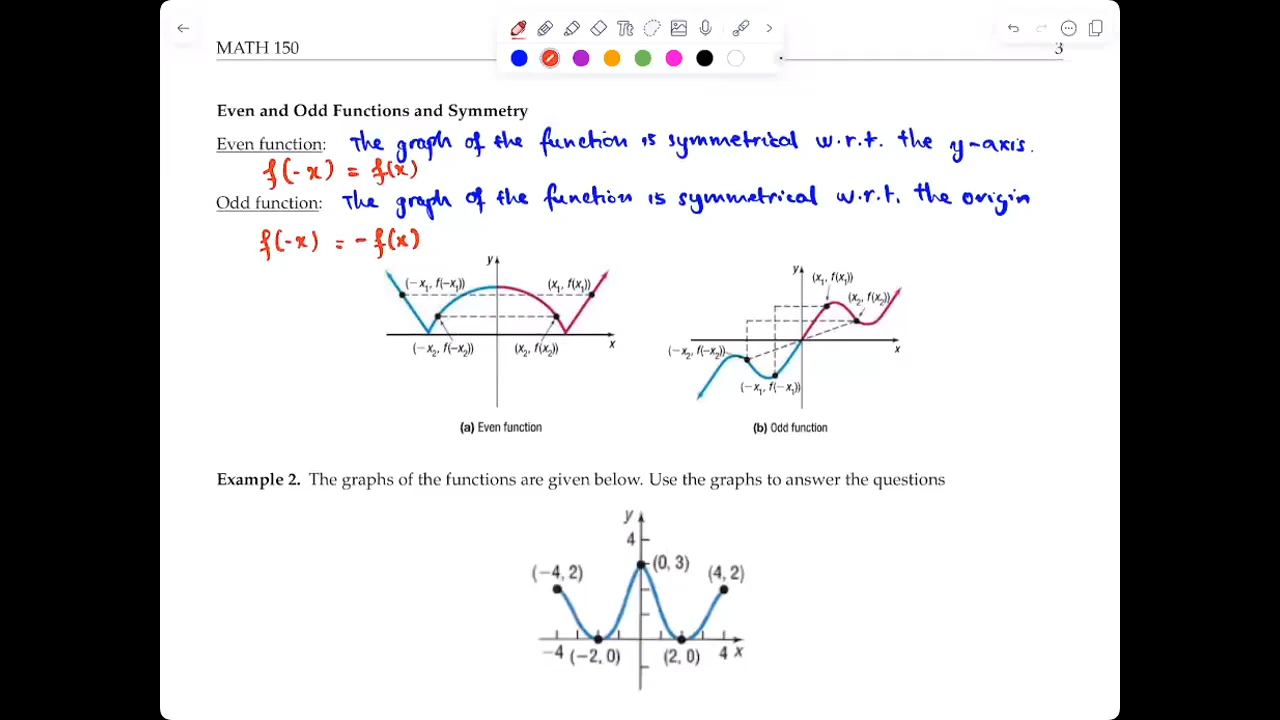 MATH 150
3
Even and Odd Functions and Symmetry
Even function: The graph of the function is symmetrical w.r.t. the y-axis.
f(-x) = f(x)
Odd function: The graph of the function is symmetrical w.r.t. the origin
f(-x) = - f(x)
y
(−x₁, f(−x₁))
(x₁, f(x₁))
(−x₂, f(−x₂))
(x₂, f(x₂))
x
(a) Even function
y
(x₁, f(x₁))
(x₂, f(x₂))
x
(−x₂, f(−x₂))
(−x₁, f(−x₁))
(b) Odd function
Example 2. The graphs of the functions are given below. Use the graphs to answer the questions
y
4
(0, 3)
(−4, 2)
(4, 2)
−4
(−2, 0)
(2, 0)
4
x